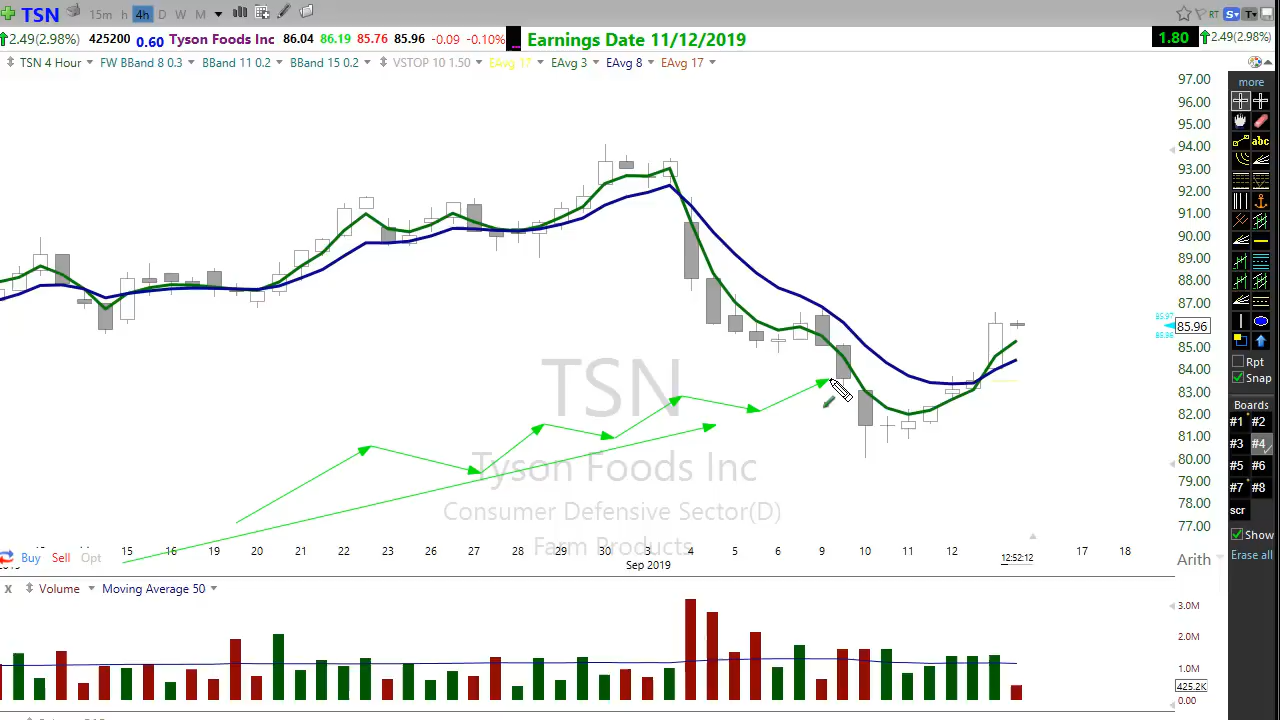 TSN 15m h 4h D W M RT S T
2.49(2.98%) 425200 0.60 Tyson Foods Inc 86.04 86.19 85.76 85.96 -0.09 -0.10% Earnings Date 11/12/2019 1.80 2.49(2.98%)
TSN 4 Hour FW BBand 8 0.3 BBand 11 0.2 BBand 15 0.2 VSTOP 10 1.50 EAvg 17 EAvg 3 EAvg 8 EAvg 17
more
abc
97.00
96.00
95.00
94.00
93.00
92.00
91.00
90.00
89.00
88.00
87.00
85.97
85.96
85.96
85.00
84.00
83.00
82.00
81.00
80.00
79.00
78.00
77.00
Arith
Rpt
Snap
Boards
#1 #2
#3 #4
#5 #6
#7 #8
scr
Show
Erase all
TSN
Tyson Foods Inc
Consumer Defensive Sector(D)
Farm Products
15 16 19 20 21 22 23 26 27 28 29 30 3 4 5 6 9 10 11 12 12:52:12 17 18
Sep 2019
Buy Sell Opt
X Volume Moving Average 50
3.0M
2.0M
1.0M
425.2K
0.00